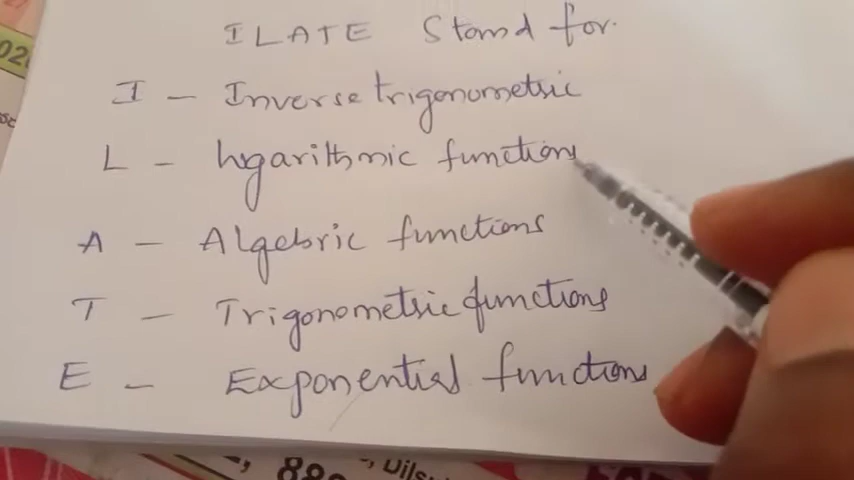 ILATE Stand for.
I - Inverse trigonometric
L - logarithmic functions
A - Algebric functions
T - Trigonometric functions
E - Exponential functions